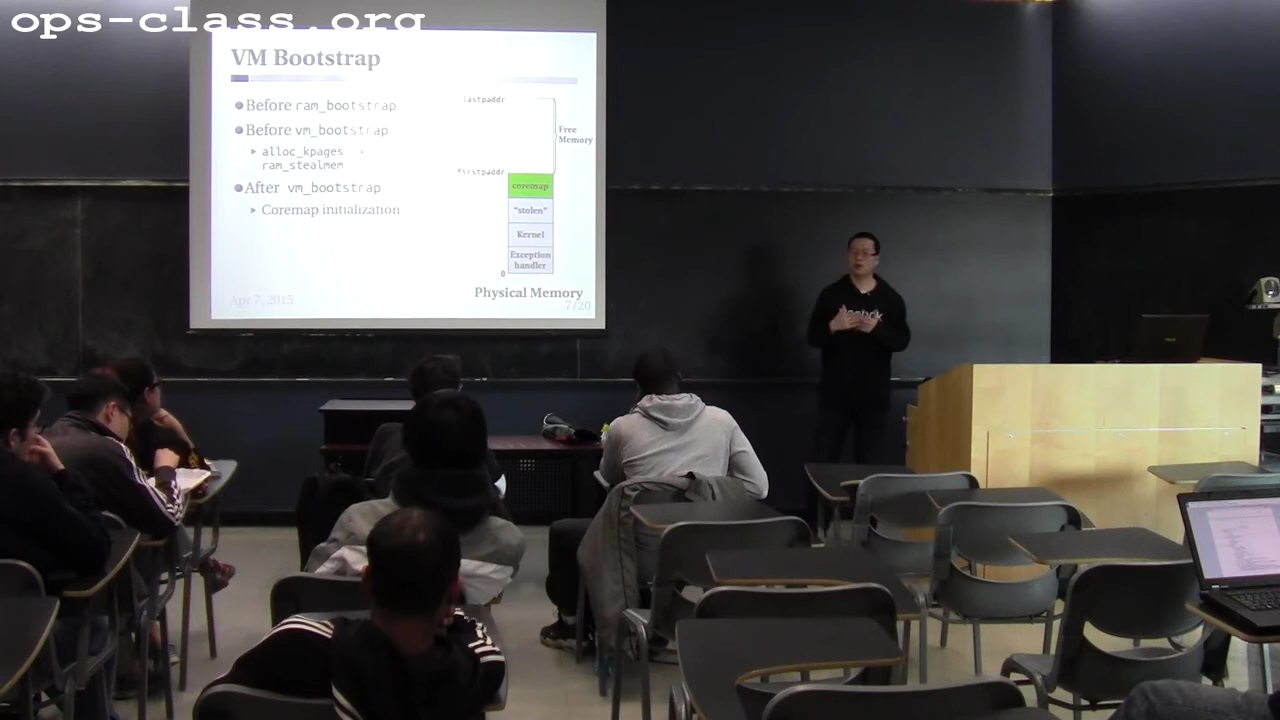 ops-class.org
VM Bootstrap
Before ram_bootstrap
Before vm_bootstrap
alloc_kpages
ram_stealmem
After vm_bootstrap
Coremap initialization
lastpaddr
Free
Memory
firstpaddr
coremap
"stolen"
Kernel
Exception
handler
0
Physical Memory
Apr 7, 2015
7/20